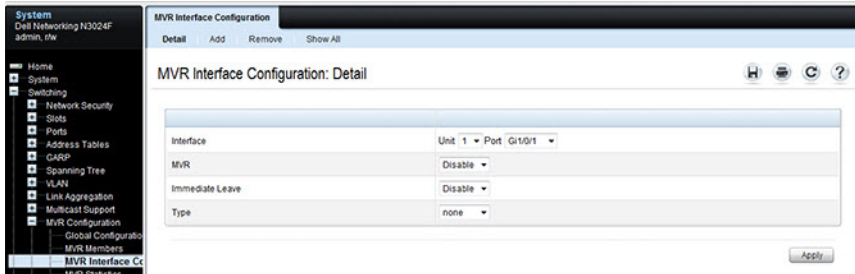 System
Dell Networking N3024F
admin, r/w
Home
System
Switching
Network Security
Slots
Ports
Address Tables
GARP
Spanning Tree
VLAN
Link Aggregation
Multicast Support
MVR Configuration
Global Configuratio
MVR Members
MVR Interface Co
MVR Statistics
MVR Interface Configuration
Detail Add Remove Show All
MVR Interface Configuration: Detail
Interface Unit 1 Port Gi1/0/1
MVR Disable
Immediate Leave Disable
Type none
Apply